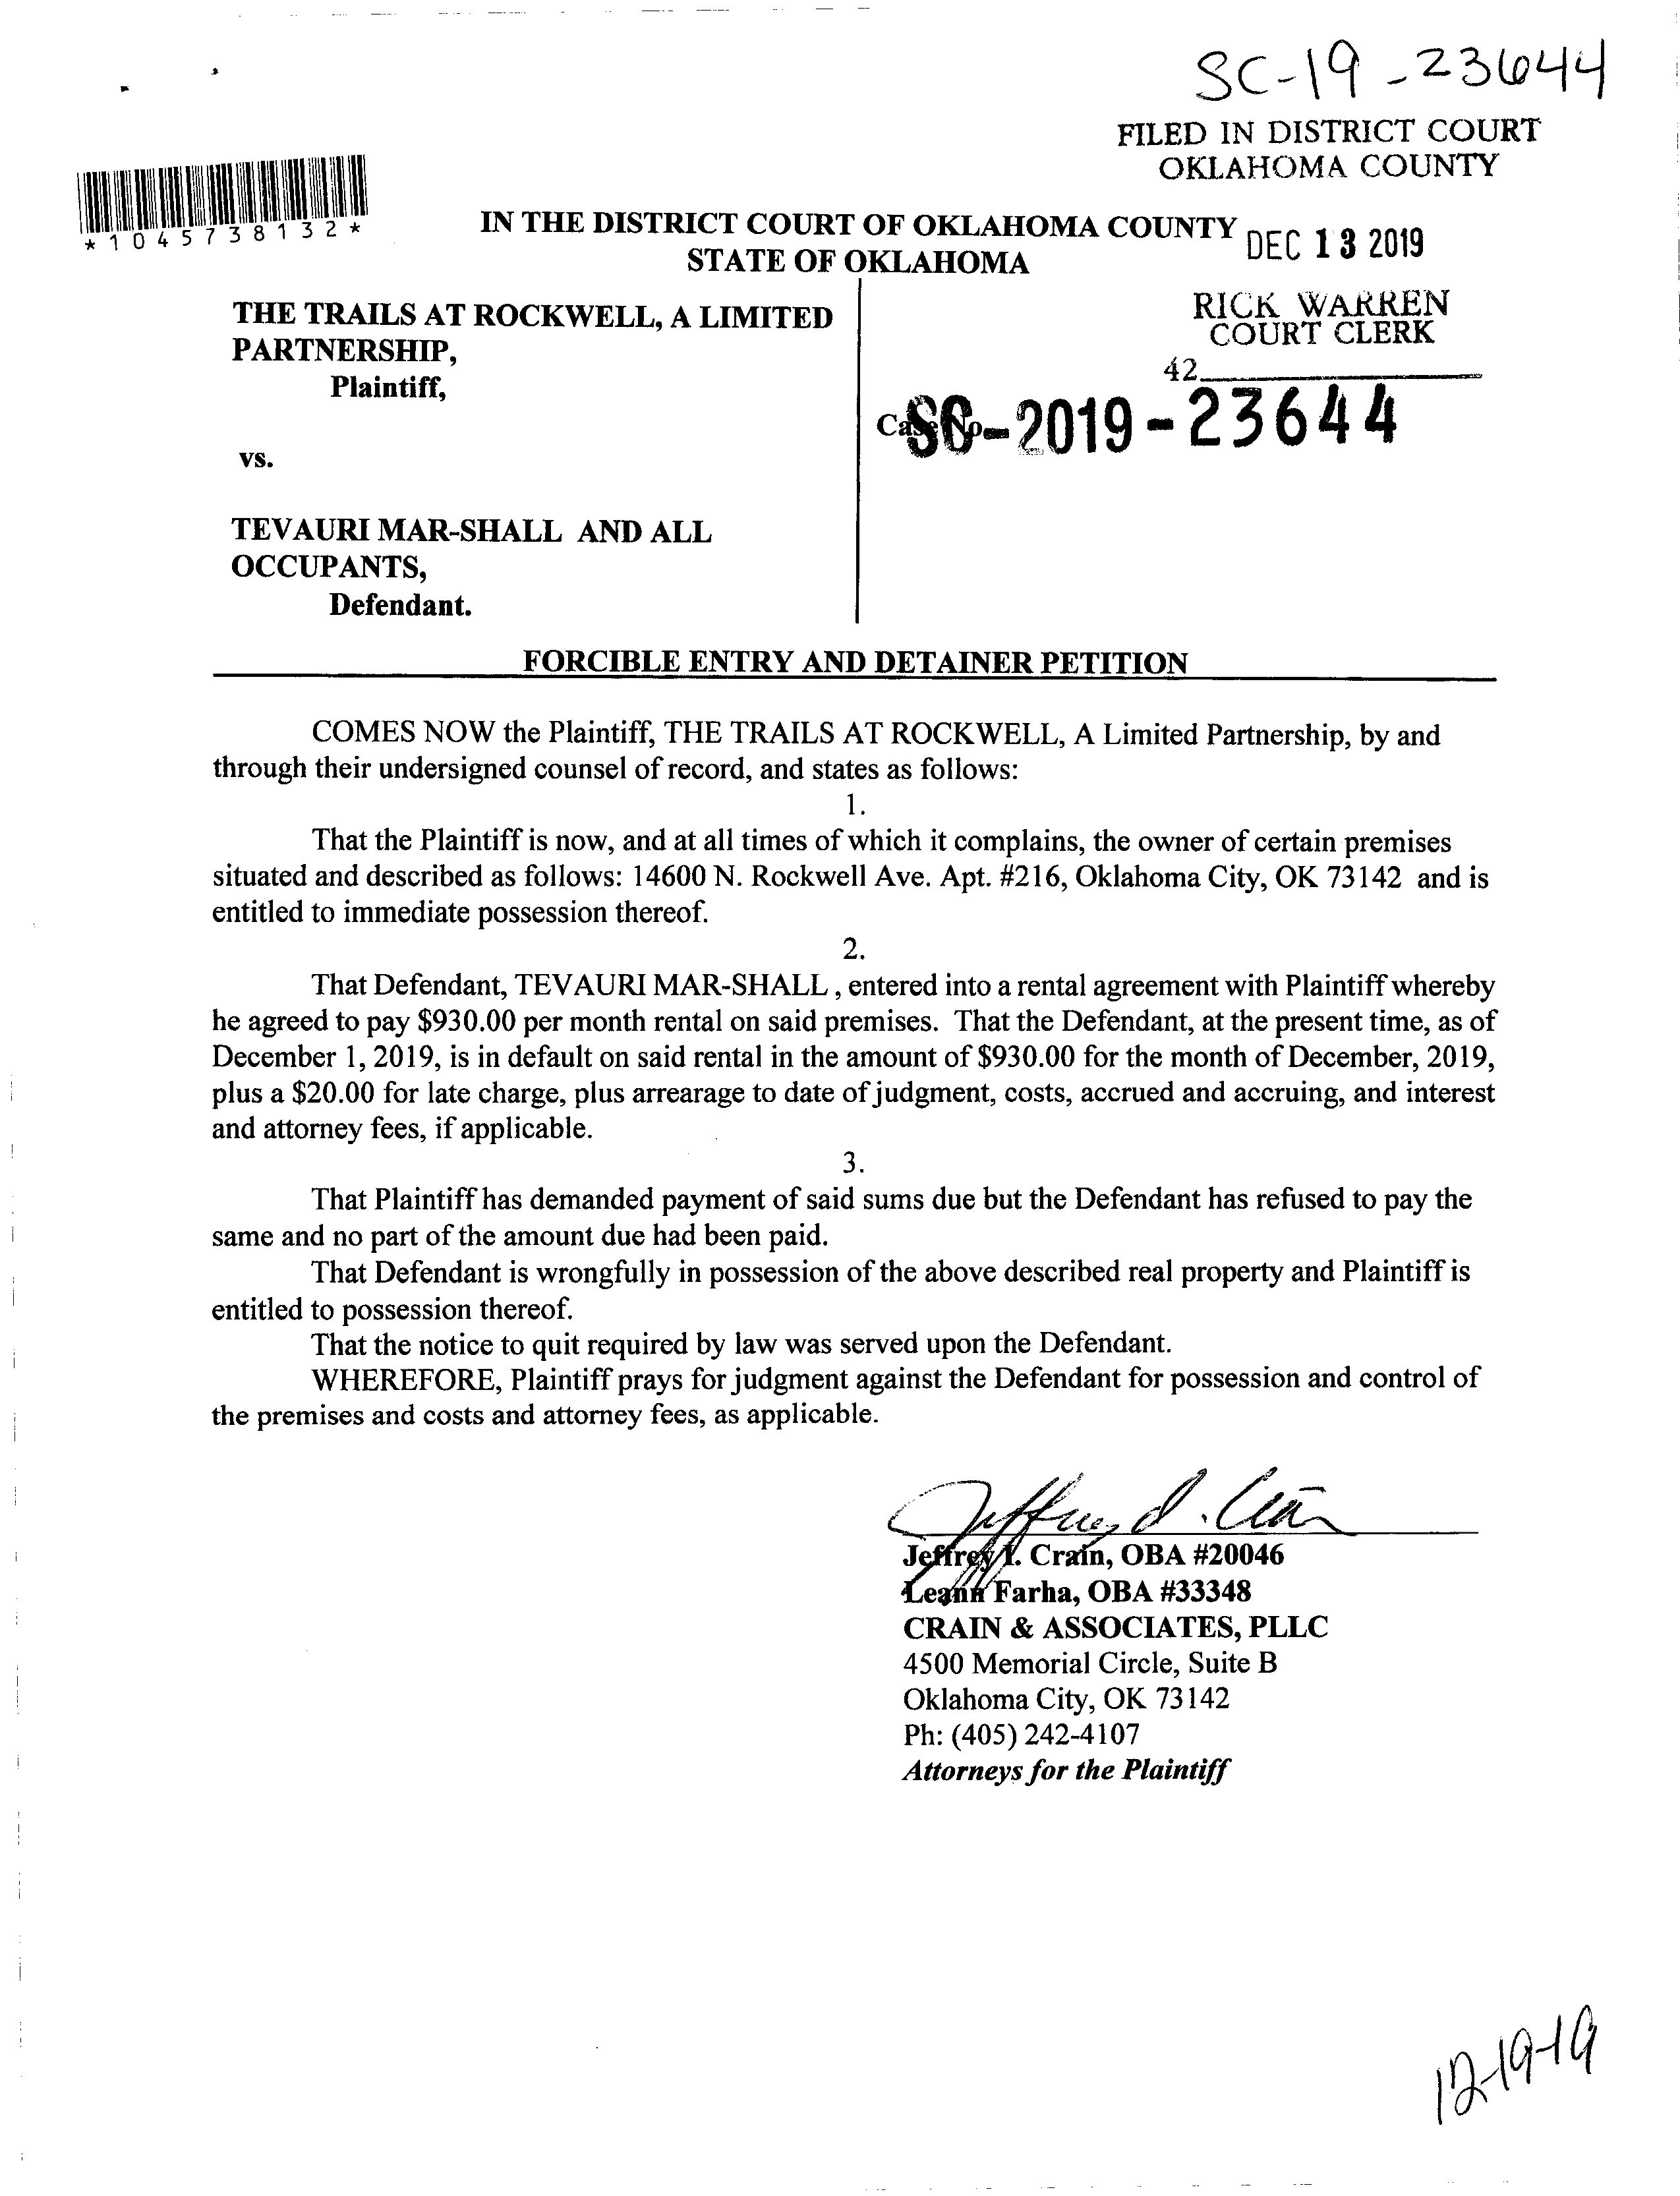 SC-19-23644
FILED IN DISTRICT COURT
OKLAHOMA COUNTY
*1045738132*
IN THE DISTRICT COURT OF OKLAHOMA COUNTY
STATE OF OKLAHOMA
DEC 13 2019
RICK WARREN
COURT CLERK
42
THE TRAILS AT ROCKWELL, A LIMITED
PARTNERSHIP,
Plaintiff,
Case No.
SC-2019-23644
vs.
TEVAURI MAR-SHALL AND ALL
OCCUPANTS,
Defendant.
FORCIBLE ENTRY AND DETAINER PETITION
COMES NOW the Plaintiff, THE TRAILS AT ROCKWELL, A Limited Partnership, by and
through their undersigned counsel of record, and states as follows:
1.
That the Plaintiff is now, and at all times of which it complains, the owner of certain premises
situated and described as follows: 14600 N. Rockwell Ave. Apt. #216, Oklahoma City, OK 73142 and is
entitled to immediate possession thereof.
2.
That Defendant, TEVAURI MAR-SHALL , entered into a rental agreement with Plaintiff whereby
he agreed to pay $930.00 per month rental on said premises. That the Defendant, at the present time, as of
December 1, 2019, is in default on said rental in the amount of $930.00 for the month of December, 2019,
plus a $20.00 for late charge, plus arrearage to date of judgment, costs, accrued and accruing, and interest
and attorney fees, if applicable.
3.
That Plaintiff has demanded payment of said sums due but the Defendant has refused to pay the
same and no part of the amount due had been paid.
That Defendant is wrongfully in possession of the above described real property and Plaintiff is
entitled to possession thereof.
That the notice to quit required by law was served upon the Defendant.
WHEREFORE, Plaintiff prays for judgment against the Defendant for possession and control of
the premises and costs and attorney fees, as applicable.
Jeffrey I. Crain, OBA #20046
Leann Farha, OBA #33348
CRAIN & ASSOCIATES, PLLC
4500 Memorial Circle, Suite B
Oklahoma City, OK 73142
Ph: (405) 242-4107
Attorneys for the Plaintiff
12-19-19